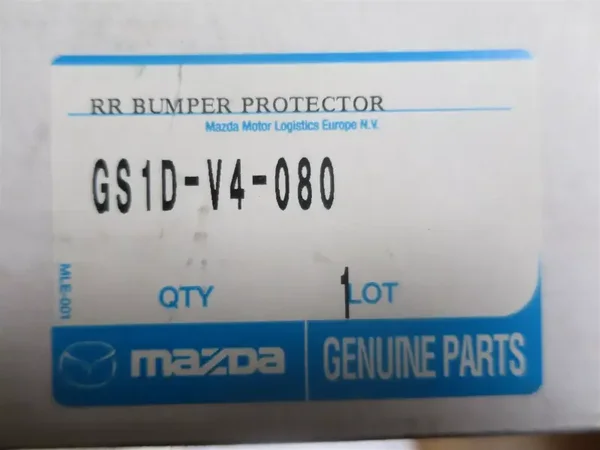 RR BUMPER PROTECTOR
Mazda Motor Logistics Europe N.V.
GS1D-V4-080
MLE-001
QTY 1 LOT
mazda GENUINE PARTS